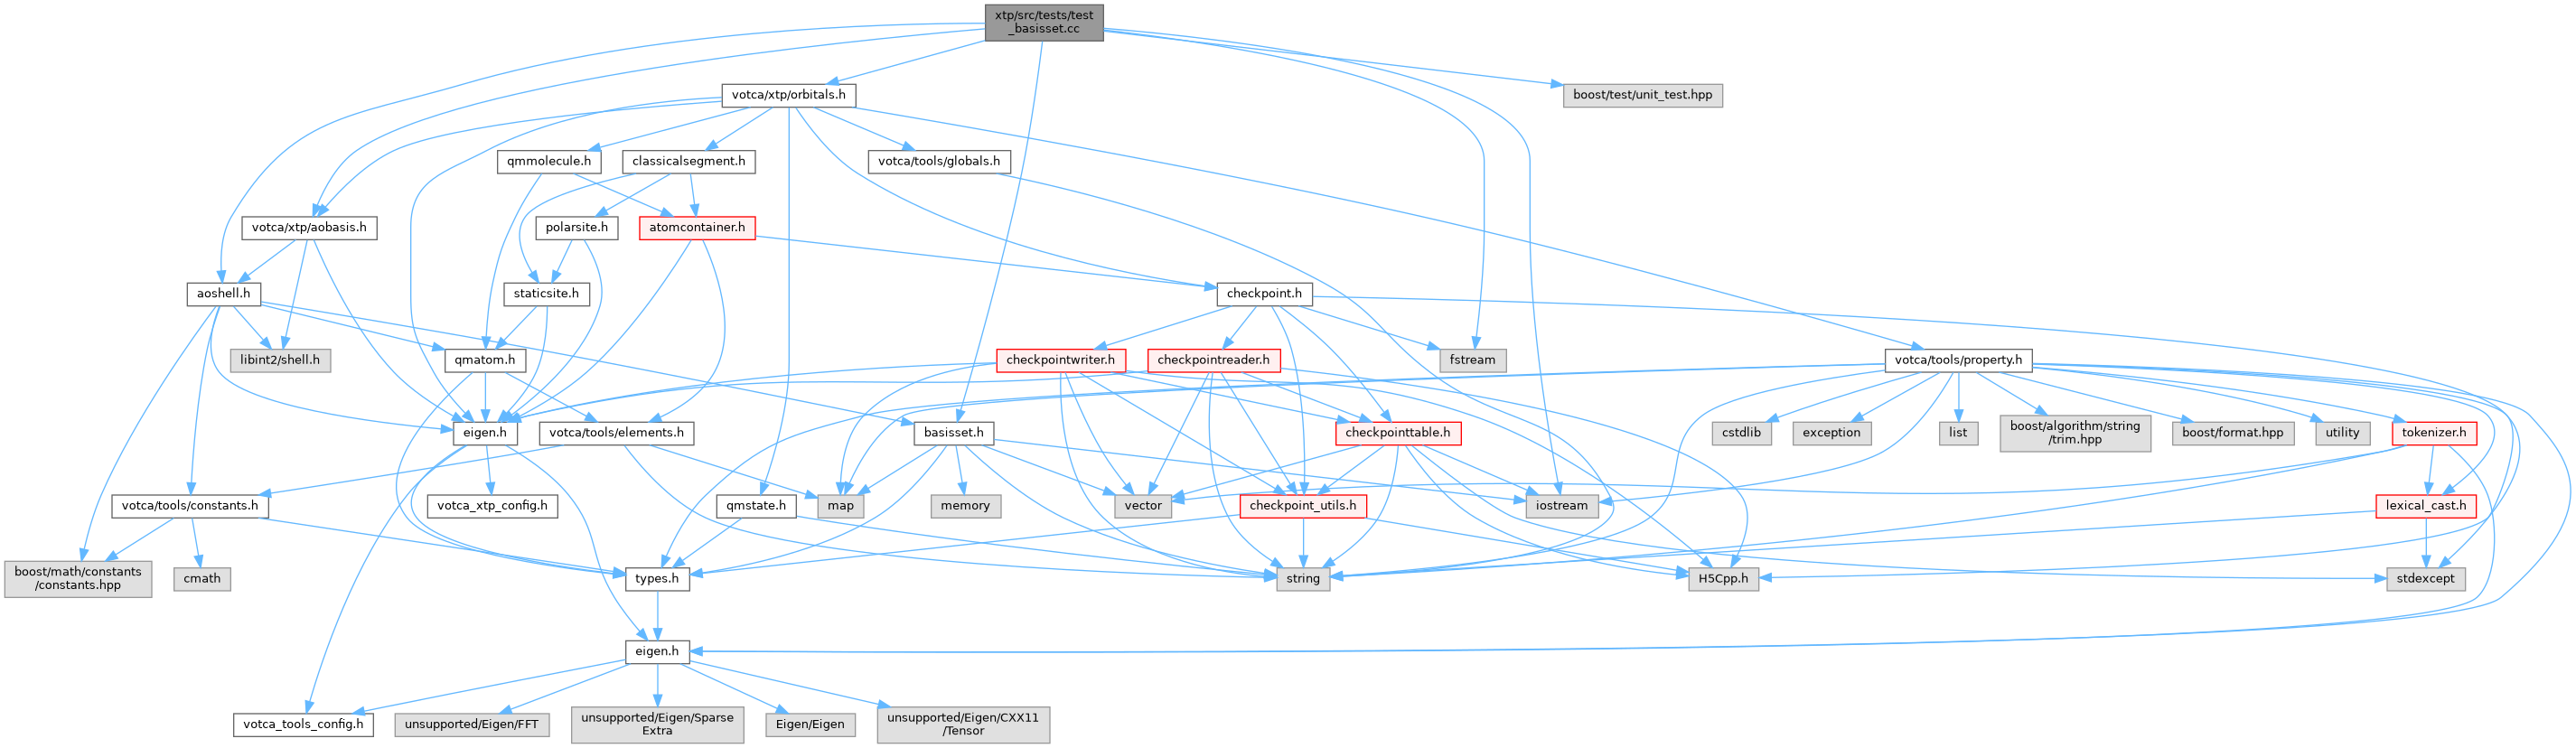 xtp/src/tests/test
_basisset.cc
votca/xtp/orbitals.h
boost/test/unit_test.hpp
qmmolecule.h
classicalsegment.h
votca/tools/globals.h
votca/xtp/aobasis.h
polarsite.h
atomcontainer.h
aoshell.h
staticsite.h
checkpoint.h
libint2/shell.h
qmatom.h
checkpointwriter.h
checkpointreader.h
fstream
votca/tools/property.h
eigen.h
votca/tools/elements.h
basisset.h
checkpointtable.h
cstdlib
exception
list
boost/algorithm/string
/trim.hpp
boost/format.hpp
utility
tokenizer.h
votca/tools/constants.h
votca_xtp_config.h
qmstate.h
map
memory
vector
checkpoint_utils.h
iostream
lexical_cast.h
boost/math/constants
/constants.hpp
cmath
types.h
string
H5Cpp.h
stdexcept
eigen.h
votca_tools_config.h
unsupported/Eigen/FFT
unsupported/Eigen/Sparse
Extra
Eigen/Eigen
unsupported/Eigen/CXX11
/Tensor